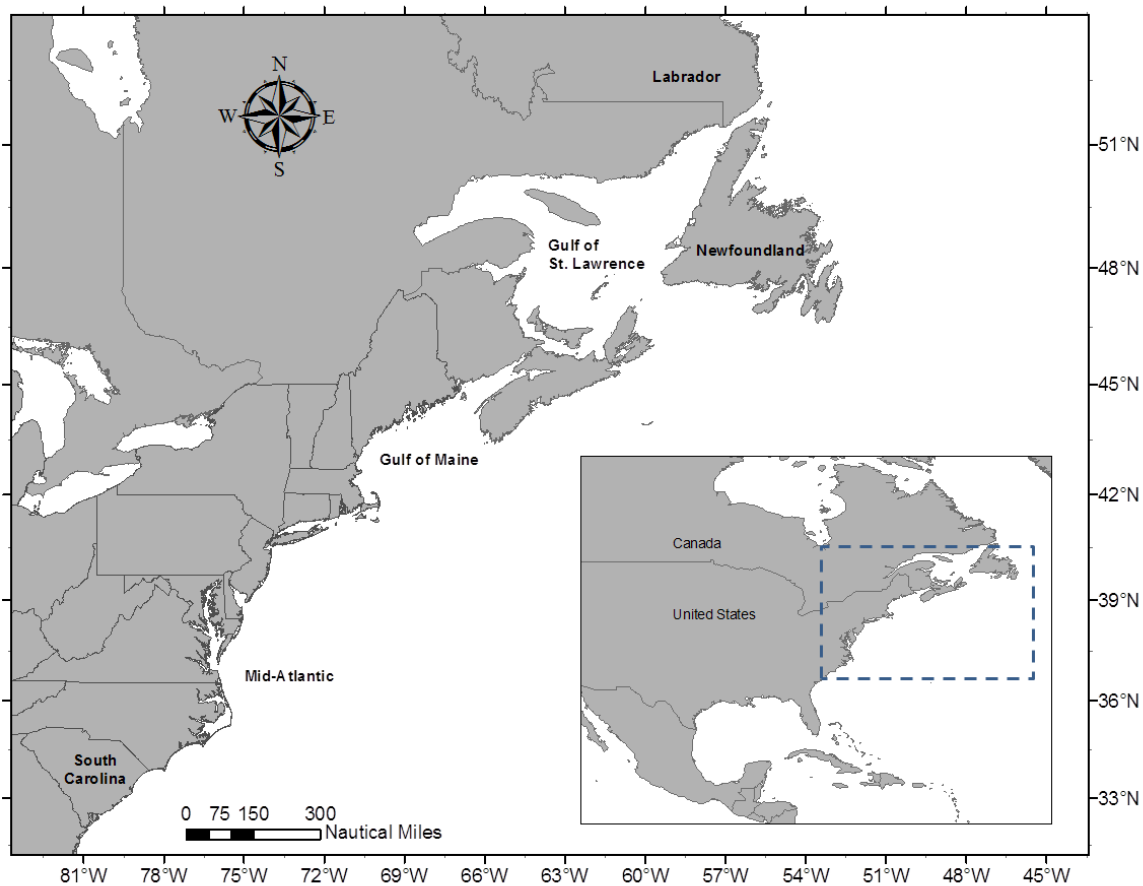 Labrador
N
W
E
S
51°N
Gulf of
St. Lawrence
Newfoundland
48°N
45°N
Gulf of Maine
42°N
Canada
39°N
United States
Mid-Atlantic
36°N
South
Carolina
33°N
0 75 150 300
Nautical Miles
81°W 78°W 75°W 72°W 69°W 66°W 63°W 60°W 57°W 54°W 51°W 48°W 45°W